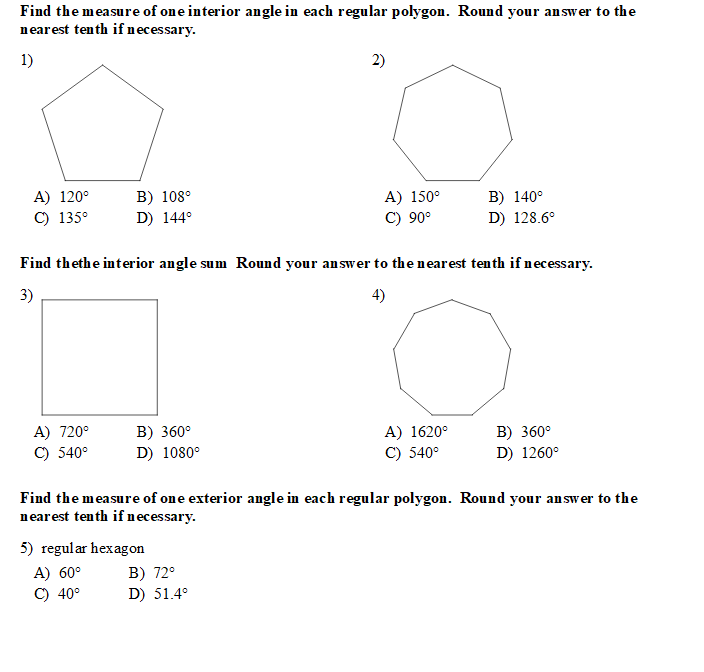 Find the measure of one interior angle in each regular polygon. Round your answer to the
nearest tenth if necessary.
1) 2)
A) 120° B) 108° A) 150° B) 140°
C) 135° D) 144° C) 90° D) 128.6°
Find thethe interior angle sum Round your answer to the nearest tenth if necessary.
3) 4)
A) 720° B) 360° A) 1620° B) 360°
C) 540° D) 1080° C) 540° D) 1260°
Find the measure of one exterior angle in each regular polygon. Round your answer to the
nearest tenth if necessary.
5) regular hexagon
A) 60° B) 72°
C) 40° D) 51.4°